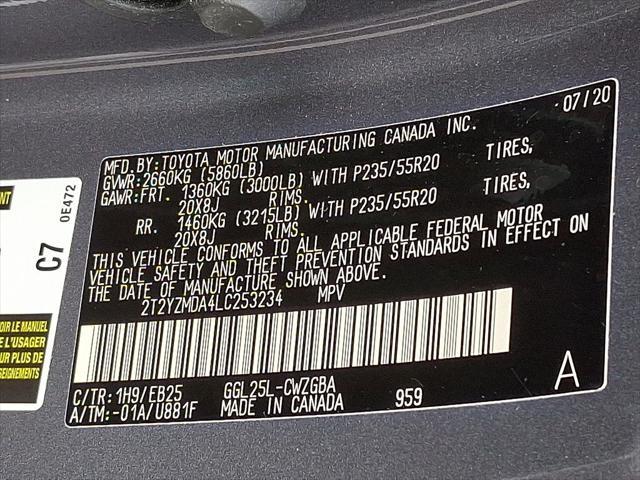 07/20
MFD. BY: TOYOTA MOTOR MANUFACTURING CANADA INC.
GVWR: 2660KG (5860LB)
GAWR: FRT. 1360KG (3000LB) WITH P235/55R20 TIRES,
20X8J RIMS.
RR. 1460KG (3215LB) WITH P235/55R20 TIRES,
20X8J RIMS.
THIS VEHICLE CONFORMS TO ALL APPLICABLE FEDERAL MOTOR
VEHICLE SAFETY AND THEFT PREVENTION STANDARDS IN EFFECT ON
THE DATE OF MANUFACTURE SHOWN ABOVE.
2T2YZMDA4LC253234 MPV
C/TR: 1H9/EB25 GGL25L-CWZGBA
A/TM: -01A/U881F MADE IN CANADA 959 A
C7
0E472
OIR LE MANUEL
E L'USAGER
PLUS DE
SEIGNEMENTS